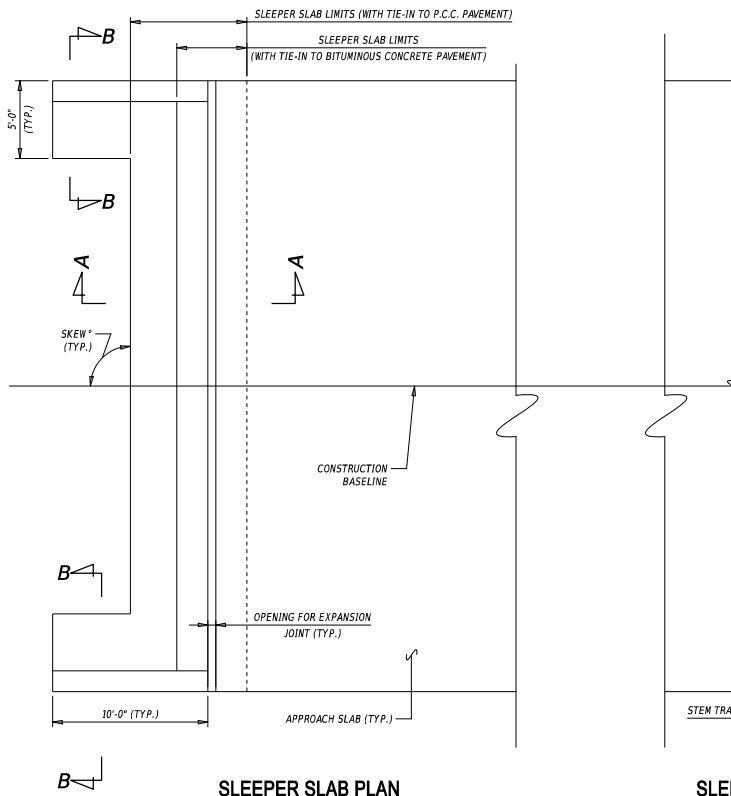 SLEEPER SLAB LIMITS (WITH TIE-IN TO P.C.C. PAVEMENT)
B
SLEEPER SLAB LIMITS
(WITH TIE-IN TO BITUMINOUS CONCRETE PAVEMENT)
5'-0"
(TYP.)
B
A
A
SKEW°
(TYP.)
CONSTRUCTION
BASELINE
B
OPENING FOR EXPANSION
JOINT (TYP.)
10'-0" (TYP.)
APPROACH SLAB (TYP.)
STEM TRA
B
SLEEPER SLAB PLAN
SLEE